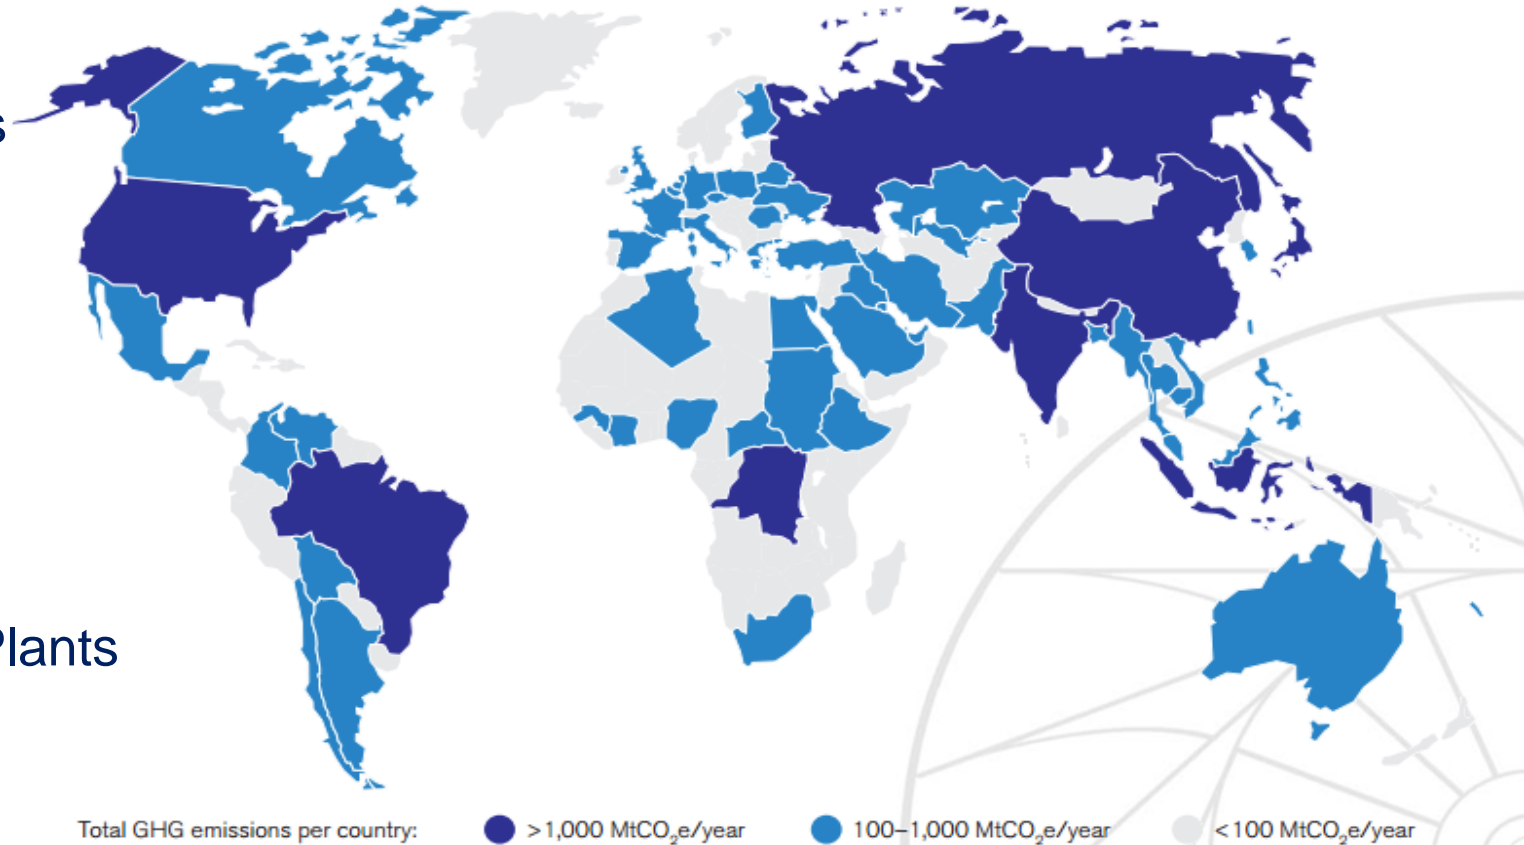 s
Plants
Total GHG emissions per country: >1,000 MtCO₂e/year 100–1,000 MtCO₂e/year <100 MtCO₂e/year